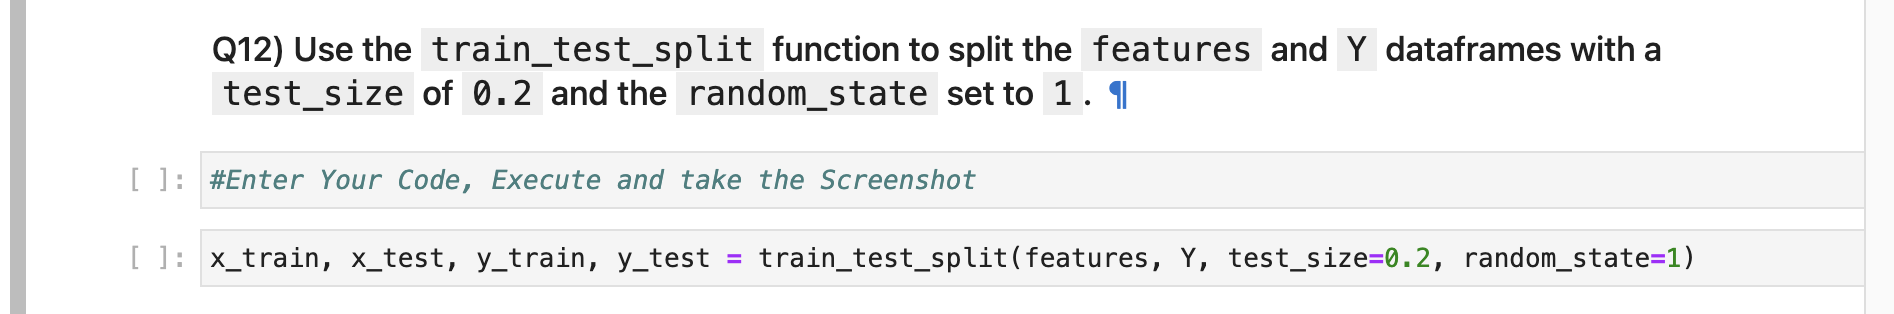 Q12) Use the train_test_split function to split the features and Y dataframes with a
test_size of 0.2 and the random_state set to 1. ¶
[ ]: #Enter Your Code, Execute and take the Screenshot
[ ]: x_train, x_test, y_train, y_test = train_test_split(features, Y, test_size=0.2, random_state=1)